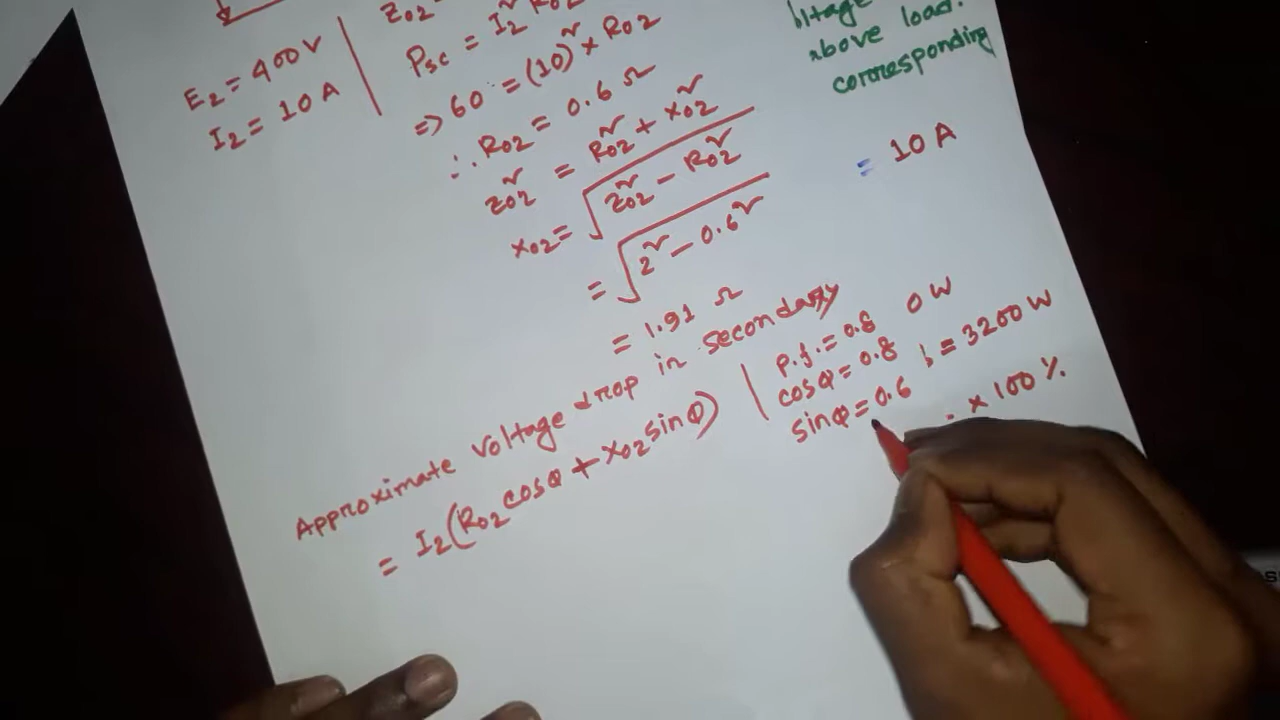 E₂ = 400V
I₂ = 10 A
Z₀₂ =
Psc = I₂² R₀₂
=> 60 = (10)² × R₀₂
∴ R₀₂ = 0.6 Ω
Z₀₂² = R₀₂² + X₀₂²
X₀₂ = √(Z₀₂² - R₀₂²)
= √(2² - 0.6²)
= 1.91 Ω
above load.
corresponding
= 10 A
Approximate voltage drop in secondary
= I₂(R₀₂ cosφ + X₀₂ sinφ)
p.f. = 0.8
cosφ = 0.8
sinφ = 0.6
0 W
= 3200 W
× 100 %